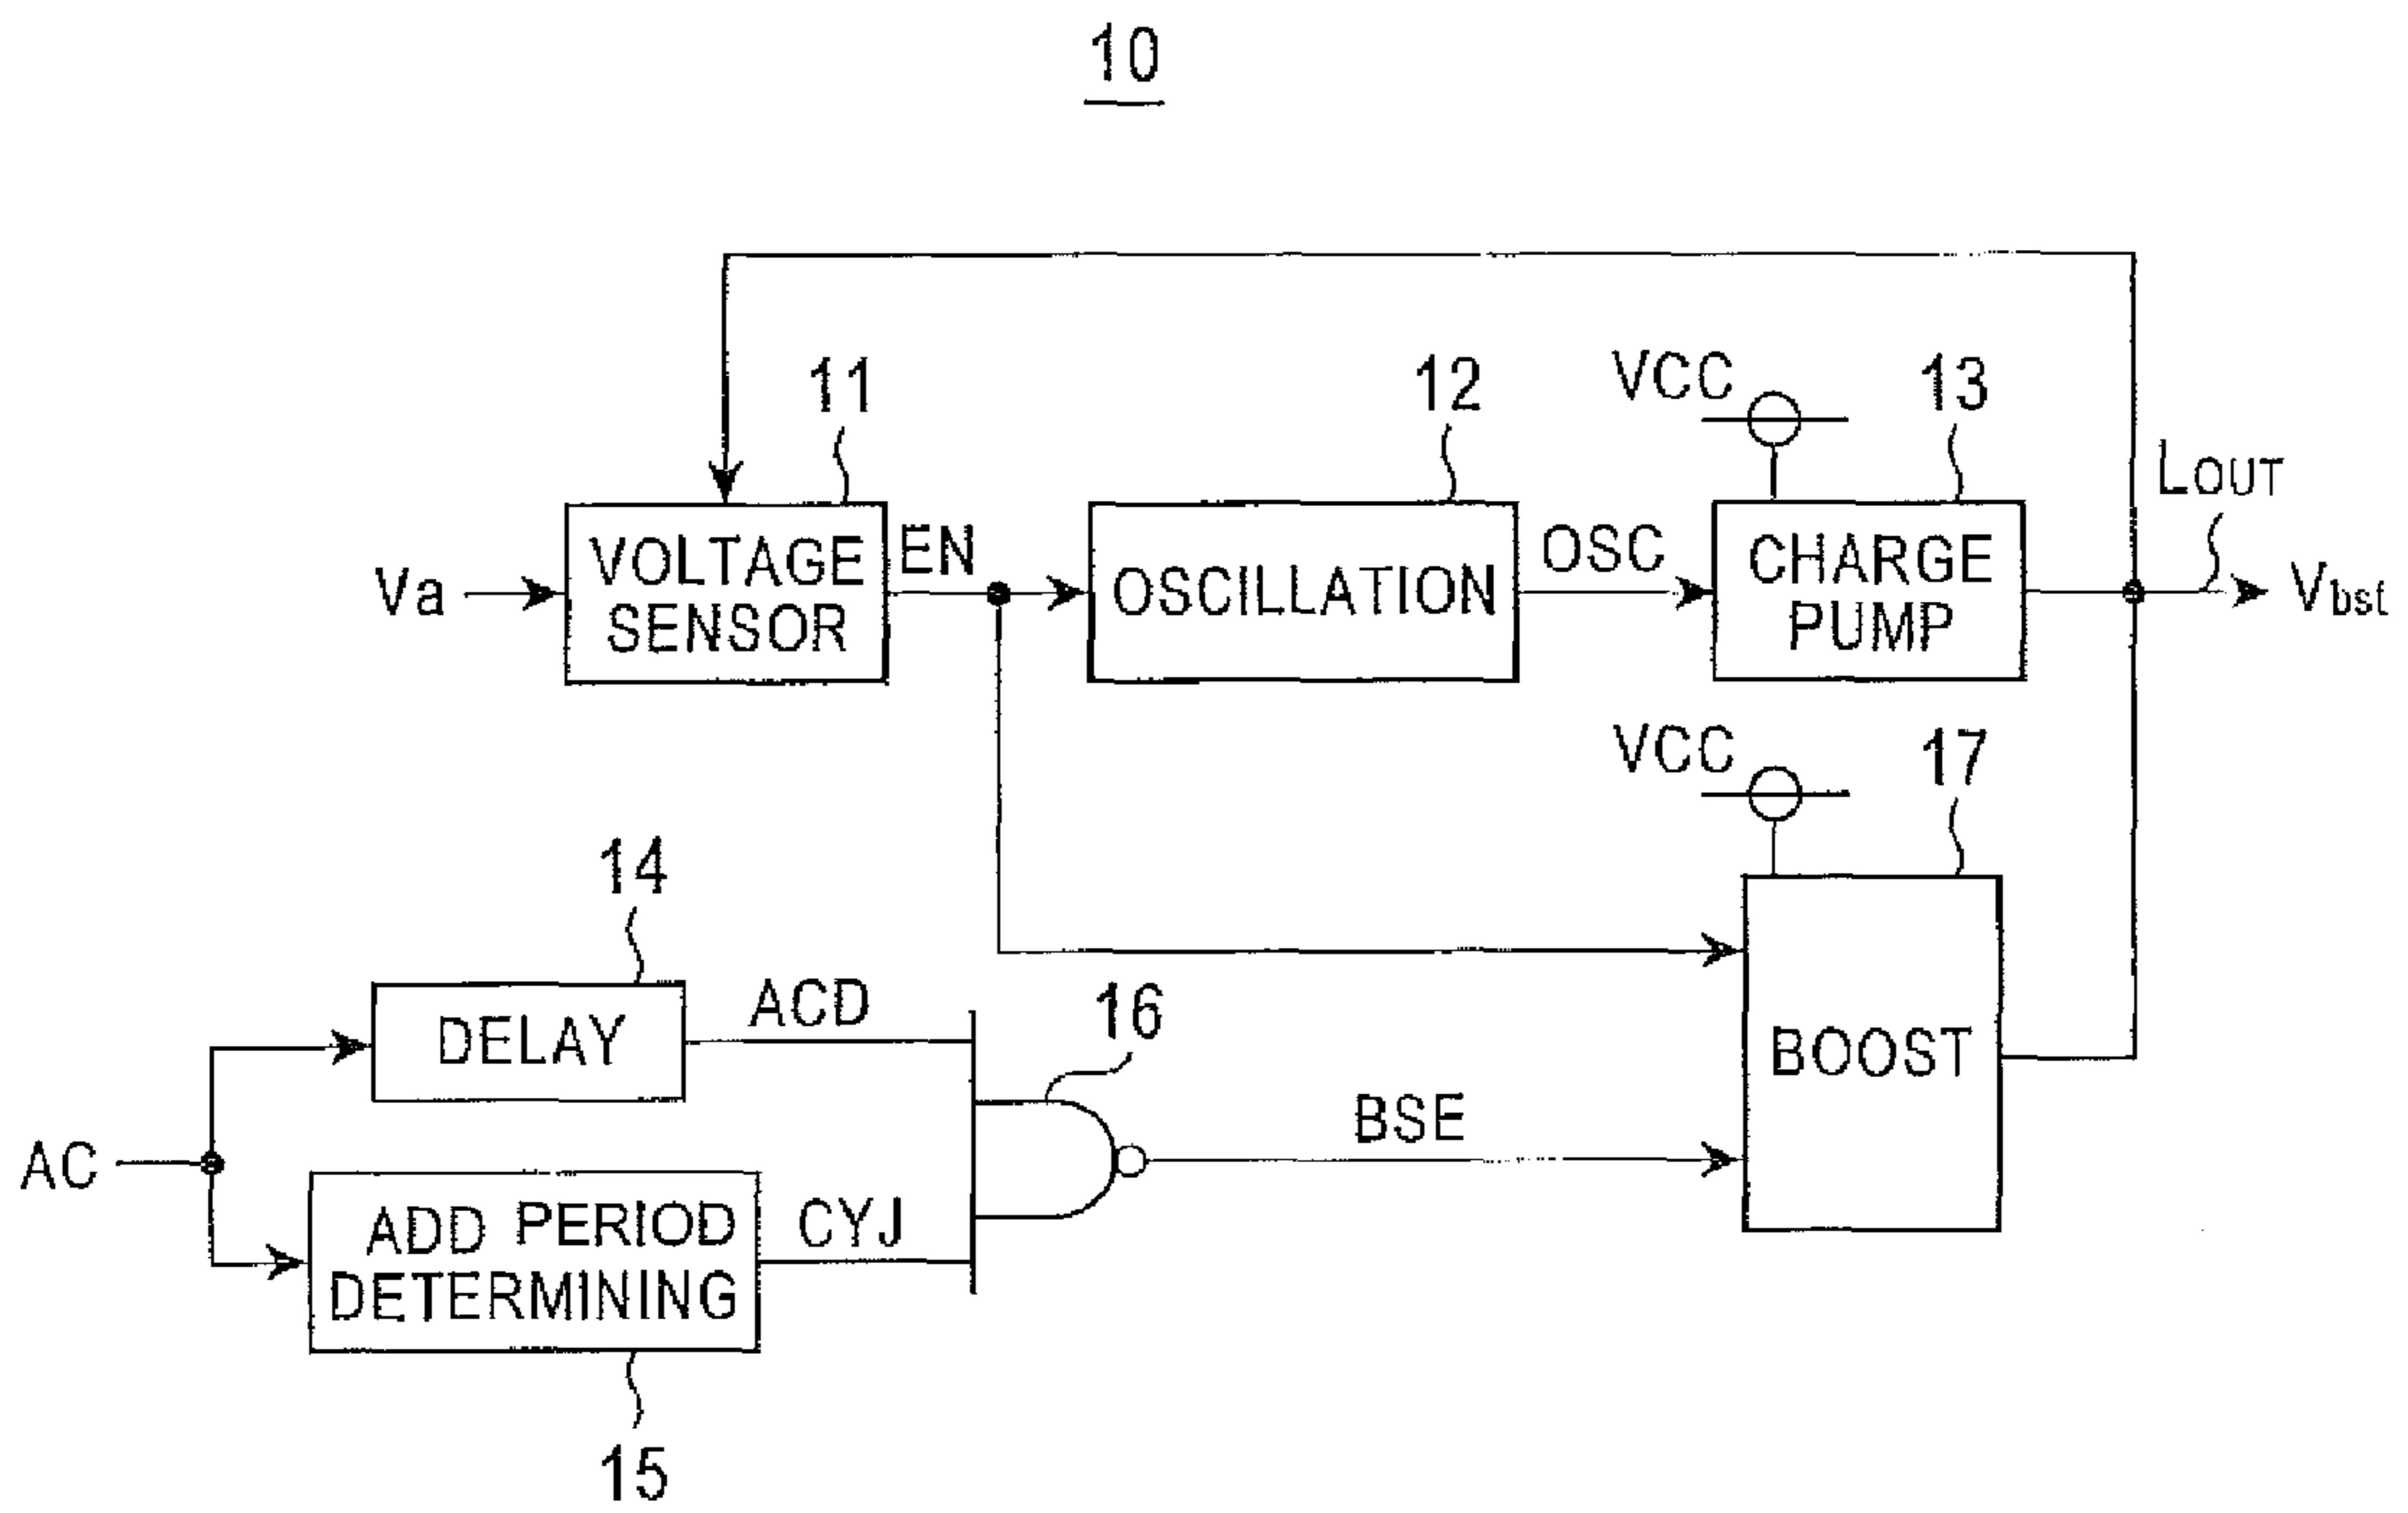 10
11
12
VCC
13
LOUT
Va
VOLTAGE
SENSOR
EN
OSCILLATION
OSC
CHARGE
PUMP
Vbst
VCC
17
14
DELAY
ACD
16
BOOST
AC
BSE
ADD PERIOD
DETERMINING
CYJ
15